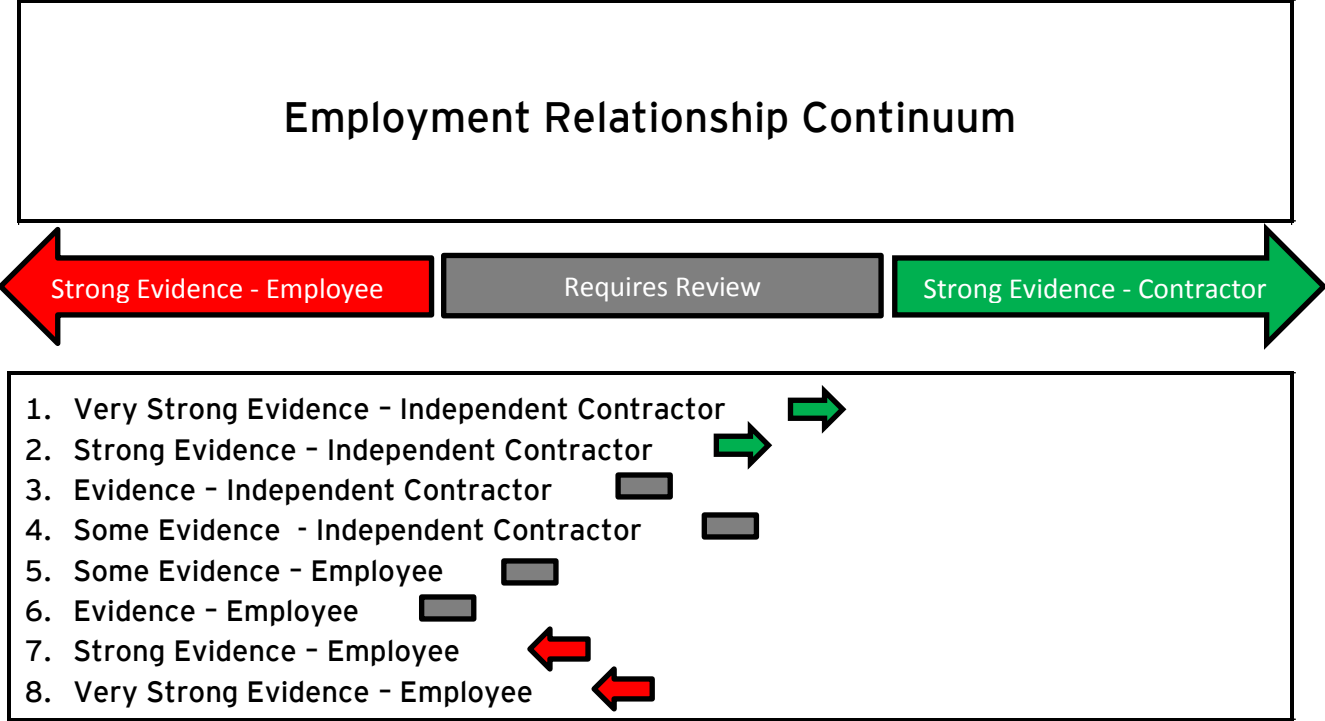 Employment Relationship Continuum
Strong Evidence - Employee
Requires Review
Strong Evidence - Contractor
1. Very Strong Evidence – Independent Contractor
2. Strong Evidence – Independent Contractor
3. Evidence – Independent Contractor
4. Some Evidence - Independent Contractor
5. Some Evidence – Employee
6. Evidence – Employee
7. Strong Evidence – Employee
8. Very Strong Evidence – Employee